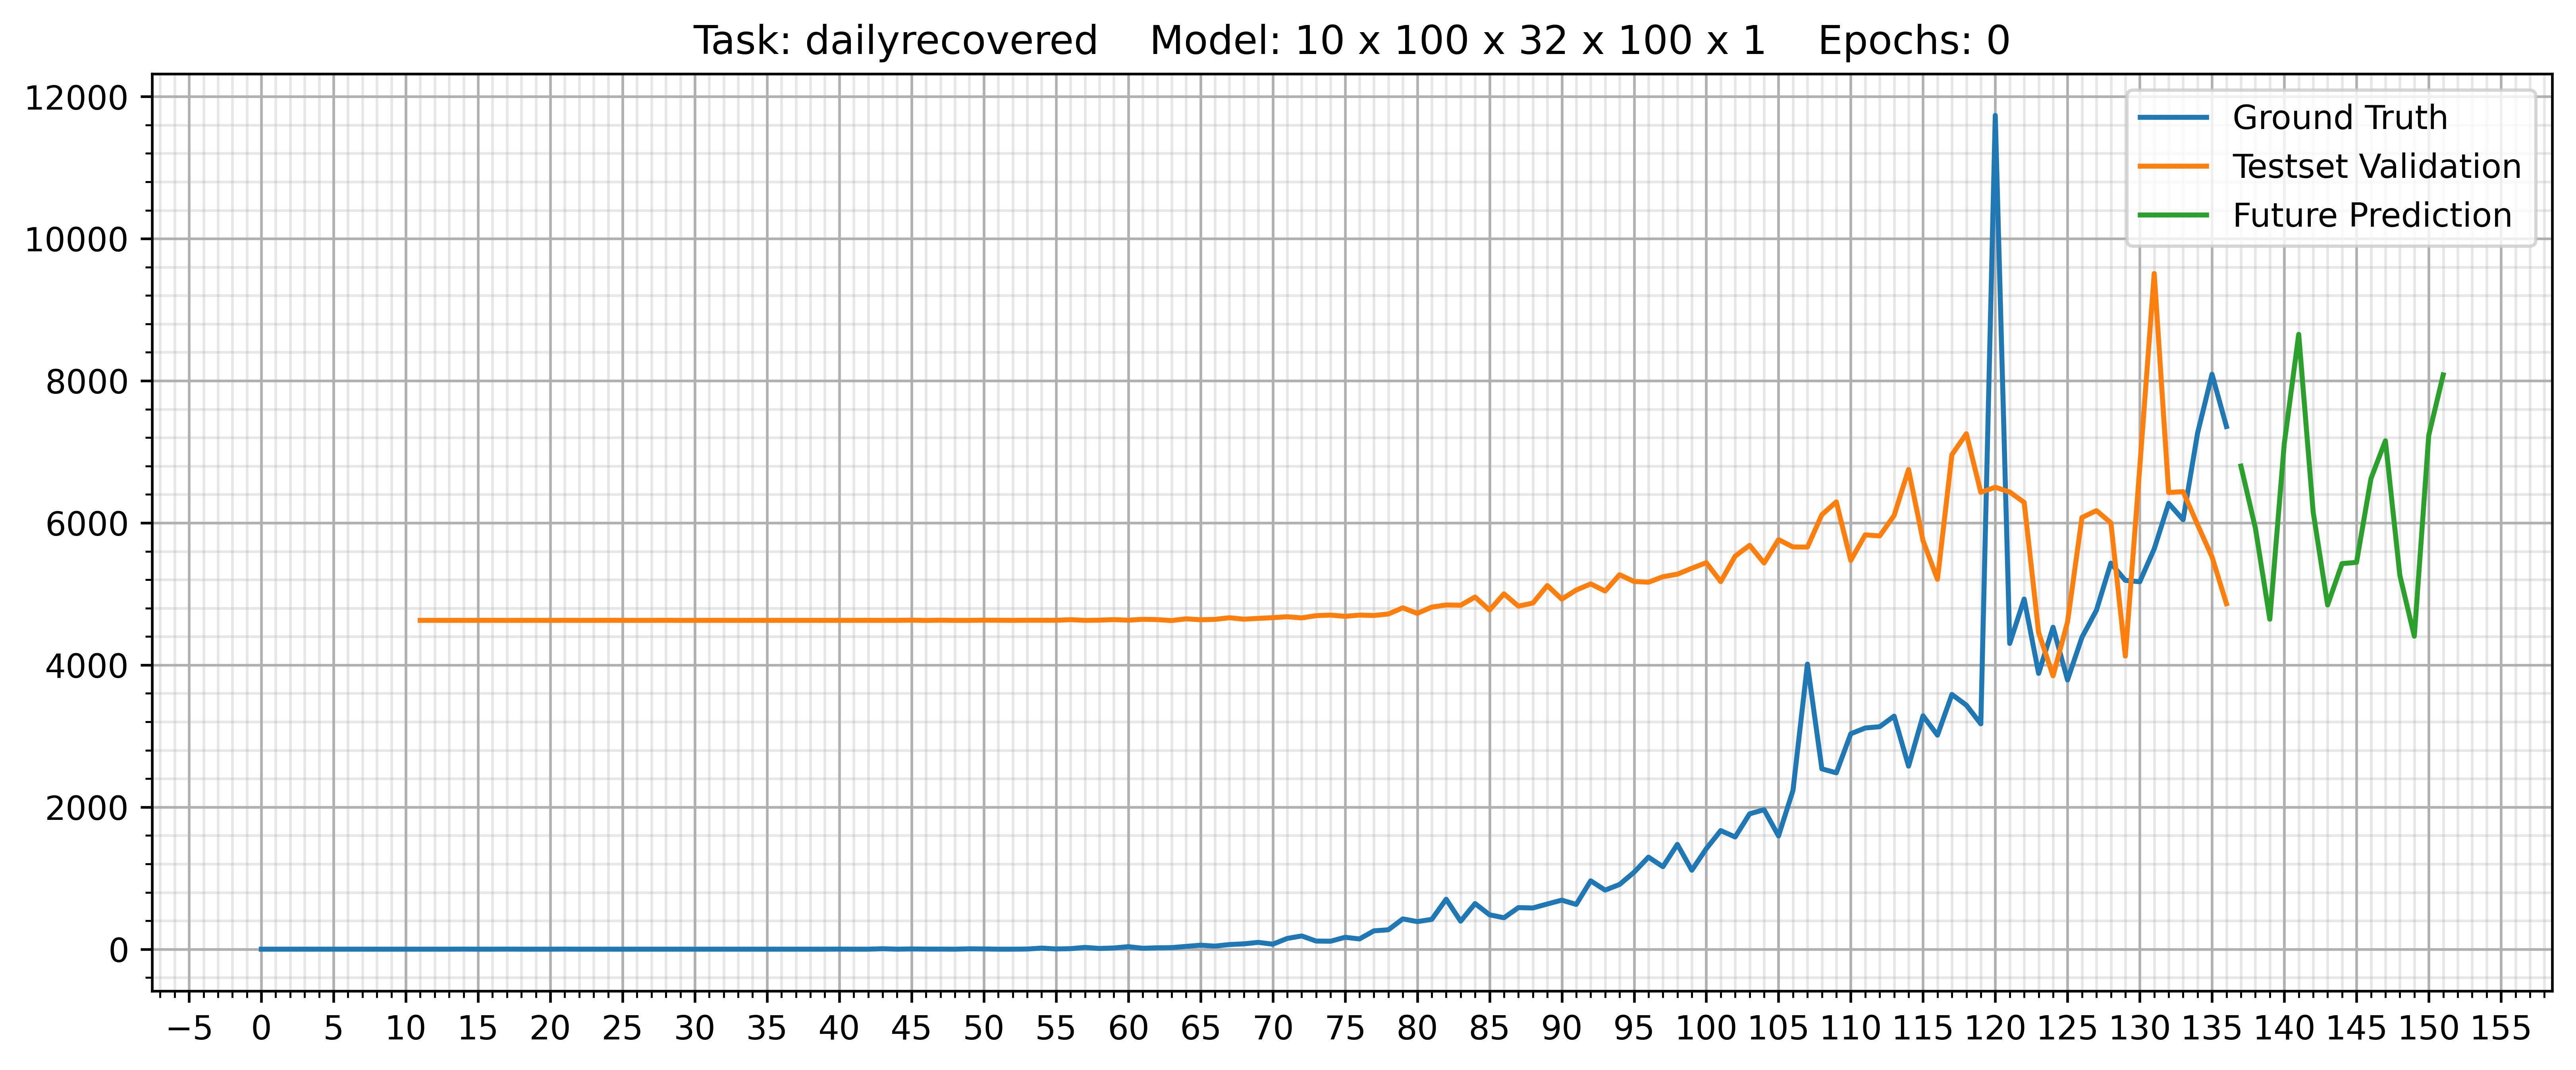 Task: dailyrecovered    Model: 10 x 100 x 32 x 100 x 1    Epochs: 0
12000
10000
8000
6000
4000
2000
0
Ground Truth
Testset Validation
Future Prediction
−5 0 5 10 15 20 25 30 35 40 45 50 55 60 65 70 75 80 85 90 95 100 105 110 115 120 125 130 135 140 145 150 155